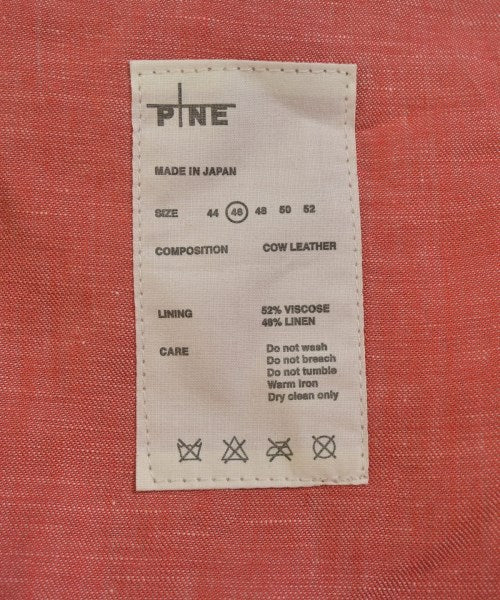 PINE
MADE IN JAPAN
SIZE 44 46 48 50 52
COMPOSITION COW LEATHER
LINING 52% VISCOSE
48% LINEN
CARE Do not wash
Do not breach
Do not tumble
Warm iron
Dry clean only